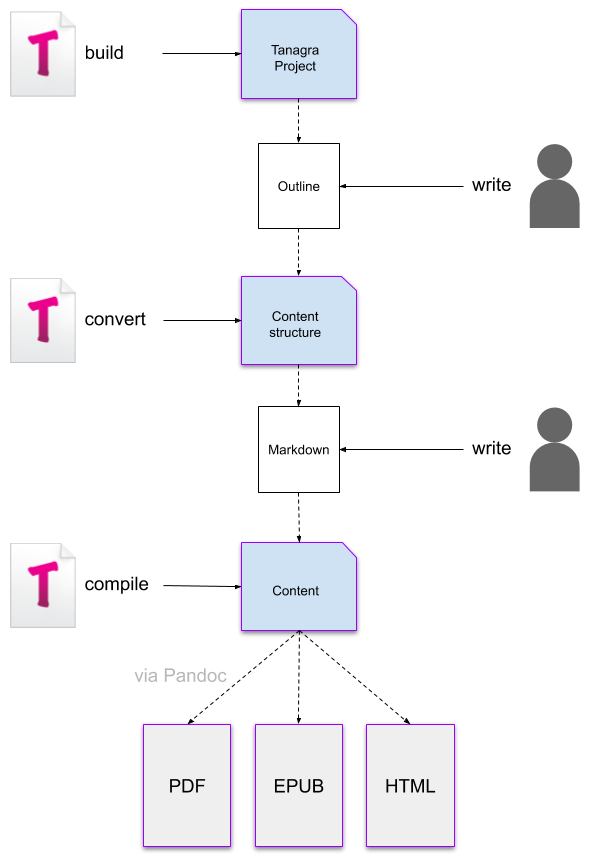 T
build
Tanagra
Project
Outline
write
T
convert
Content
structure
Markdown
write
T
compile
Content
via Pandoc
PDF
EPUB
HTML